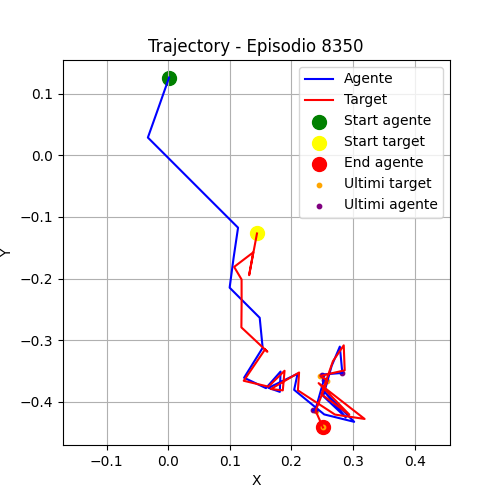 Trajectory - Episodio 8350
Agente
Target
Start agente
Start target
End agente
Ultimi target
Ultimi agente
0.1
0.0
−0.1
−0.2
−0.3
−0.4
Y
−0.1
0.0
0.1
0.2
0.3
0.4
X